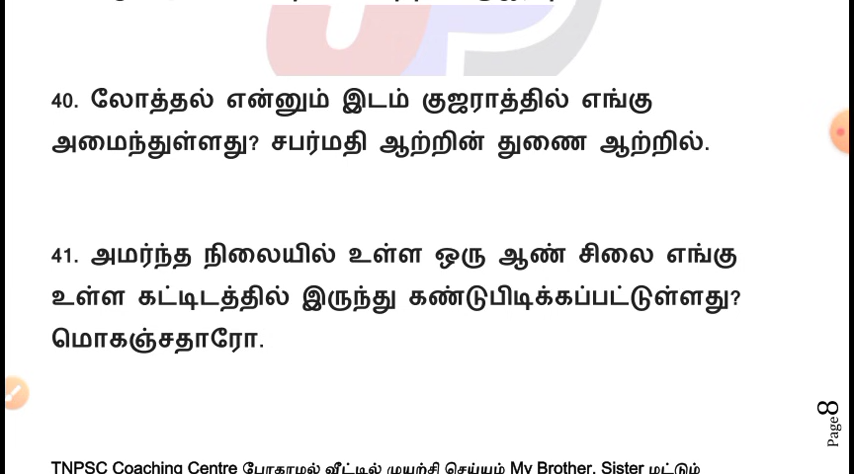 40. லோத்தல் என்னும் இடம் குஜராத்தில் எங்கு
அமைந்துள்ளது? சபர்மதி ஆற்றின் துணை ஆற்றில்.
41. அமர்ந்த நிலையில் உள்ள ஒரு ஆண் சிலை எங்கு
உள்ள கட்டிடத்தில் இருந்து கண்டுபிடிக்கப்பட்டுள்ளது?
மொகஞ்சதாரோ.
Page 8
TNPSC Coaching Centre போகாமல் வீட்டில் முயற்சி செய்யும் My Brother, Sister மட்டும்